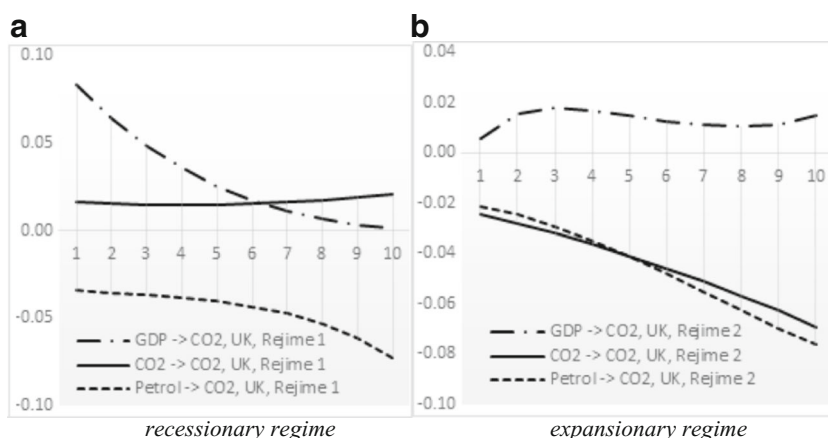 a
0.10
0.05
0.00
1 2 3 4 5 6 7 8 9 10
-0.05
GDP -> CO2, UK, Rejime 1
CO2 -> CO2, UK, Rejime 1
Petrol -> CO2, UK, Rejime 1
-0.10
recessionary regime
b
0.04
0.02
0.00
1 2 3 4 5 6 7 8 9 10
-0.02
-0.04
-0.06
GDP -> CO2, UK, Rejime 2
CO2 -> CO2, UK, Rejime 2
-0.08
Petrol -> CO2, UK, Rejime 2
-0.10
expansionary regime